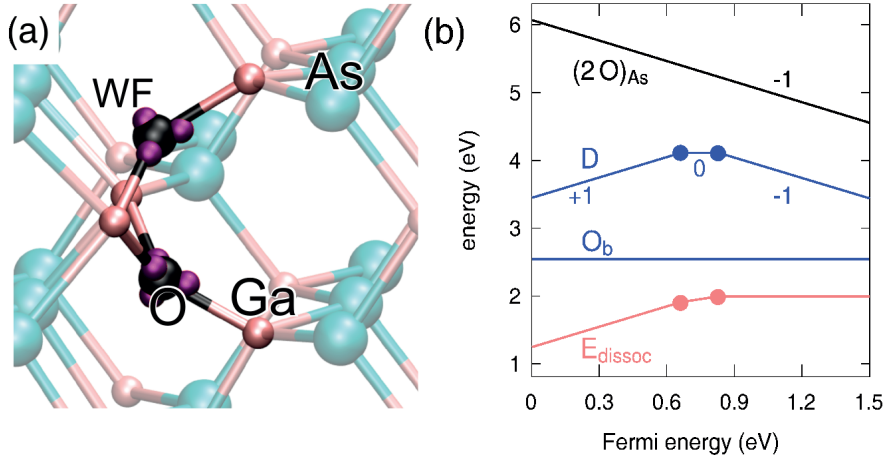 (a)
WF
As
O
Ga
(b)
energy (eV)
6
5
4
3
2
1
(2 O)As
-1
D
+1
0
-1
Ob
Edissoc
0
0.3
0.6
0.9
1.2
1.5
Fermi energy (eV)